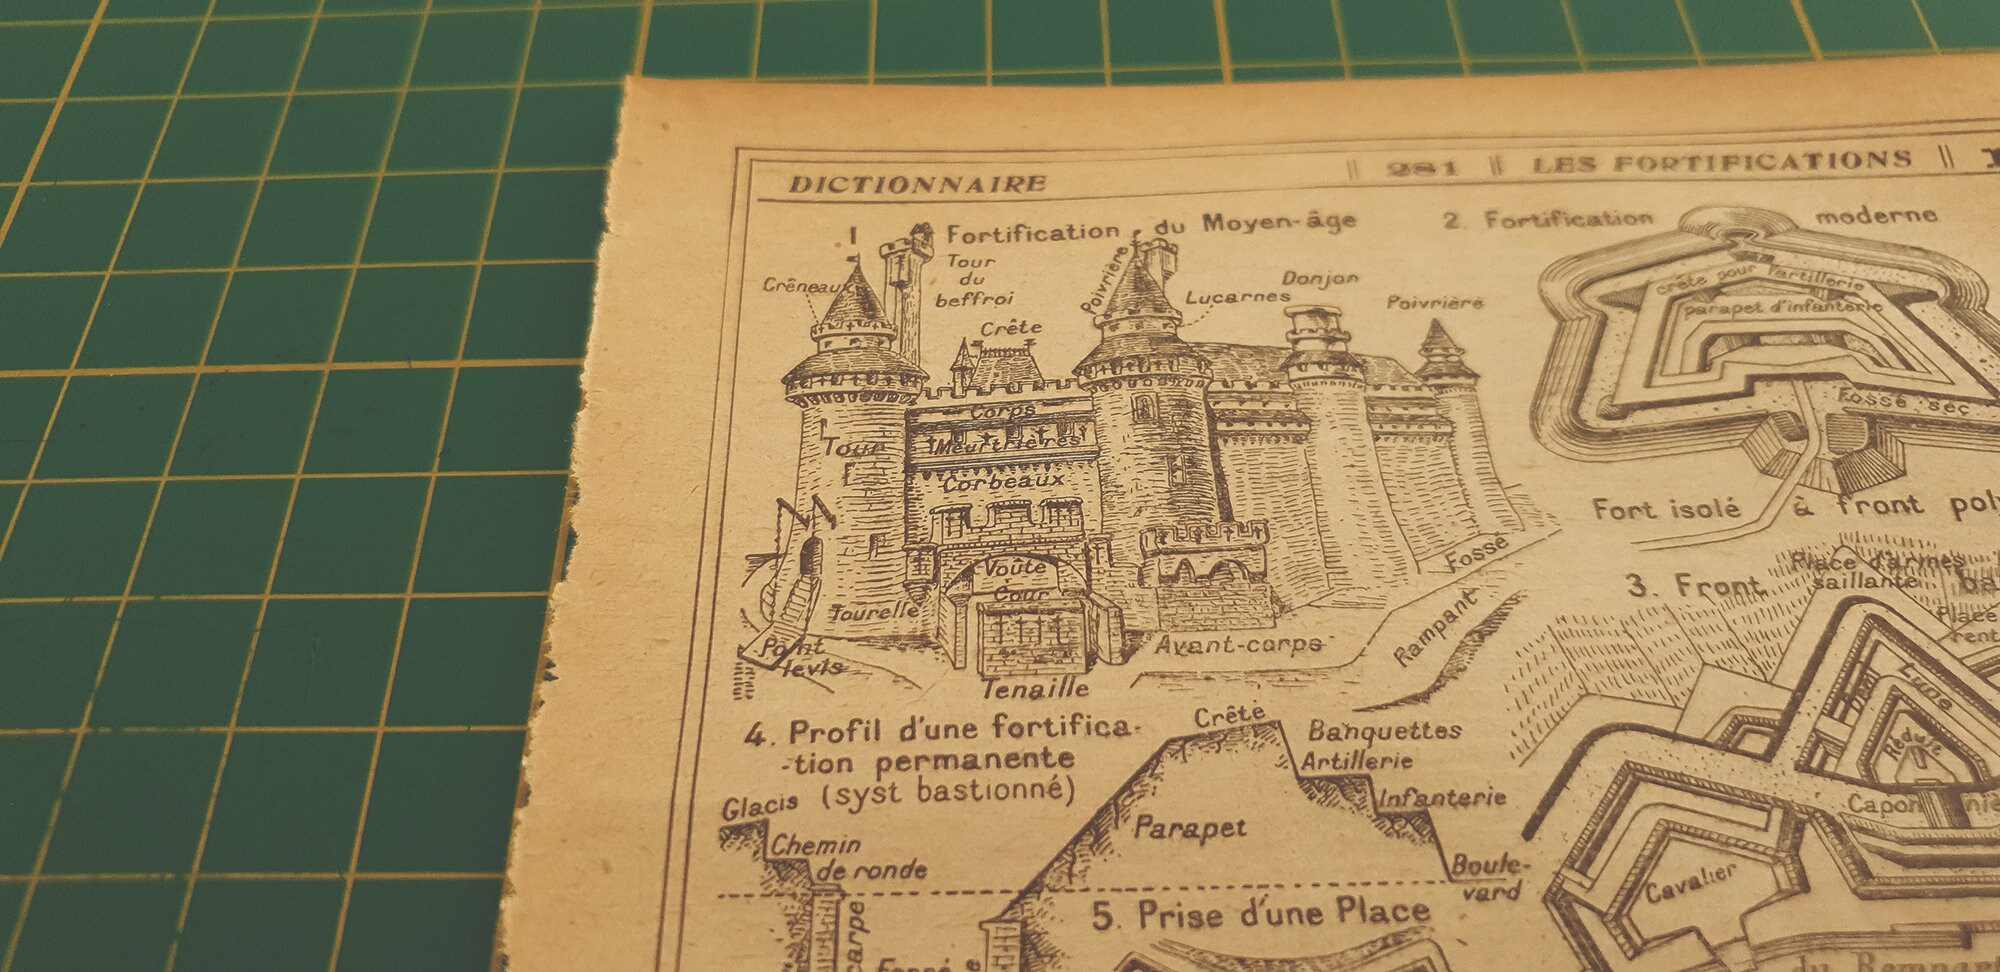 DICTIONNAIRE
281
LES FORTIFICATIONS
1 Fortification du Moyen-âge
Crêneaux
Tour
du
beffroi
Crête
Poivrière
Lucarnes
Donjon
Poivrière
Tour
Corps
Meurtrières
Corbeaux
Voûte
Cour
Tourelle
Pont
levis
Tenaille
Avant-corps
Fossé
Rampant
2. Fortification moderne
crête pour l'artillerie
parapet d'infanterie
Fossé sec
Fort isolé à front
3. Front
Place d'armes
saillante
Place
Lune
Réduit
Capon
Cavalier
4. Profil d'une fortifica-
-tion permanente
(syst bastionné)
Glacis
Chemin
de ronde
Crête
Parapet
Banquettes
Artillerie
Infanterie
Boule-
vard
5. Prise d'une Place